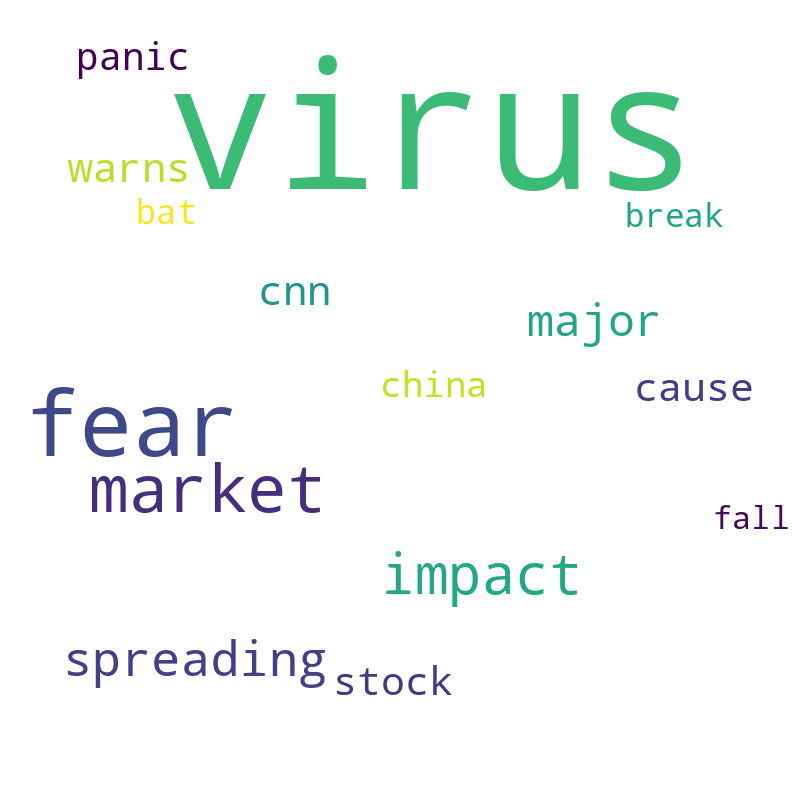 panic
virus
warns
bat
break
cnn
major
china
cause
fear
market
fall
impact
spreading
stock